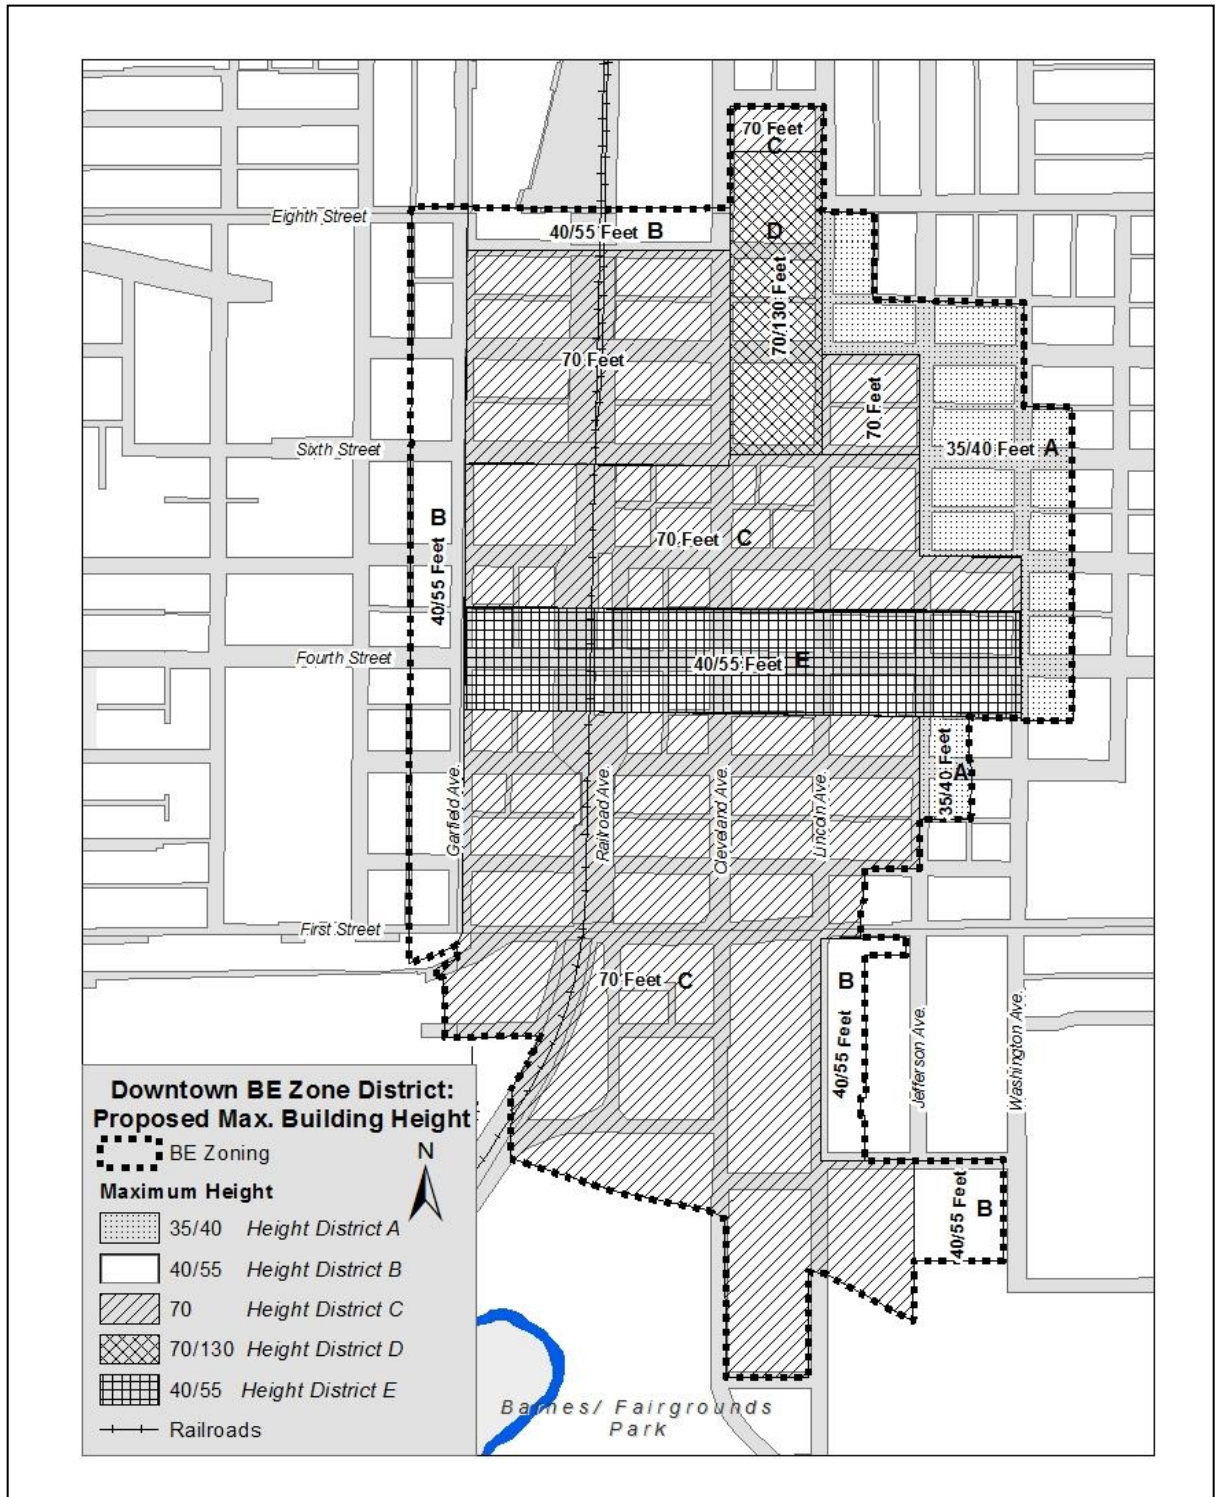 70 Feet
C
Eighth Street
40/55 Feet B
D
70/130 Feet
70 Feet
70 Feet
Sixth Street
35/40 Feet A
B
40/55 Feet
70 Feet C
Fourth Street
40/55 Feet E
35/40 Feet
A
Garfield Ave.
Railroad Ave.
Cleveland Ave.
Lincoln Ave.
First Street
70 Feet C
B
40/55 Feet
Jefferson Ave.
Washington Ave.
40/55 Feet
B
Downtown BE Zone District:
Proposed Max. Building Height
BE Zoning
N
Maximum Height
35/40 Height District A
40/55 Height District B
70 Height District C
70/130 Height District D
40/55 Height District E
Railroads
Barnes/ Fairgrounds
Park